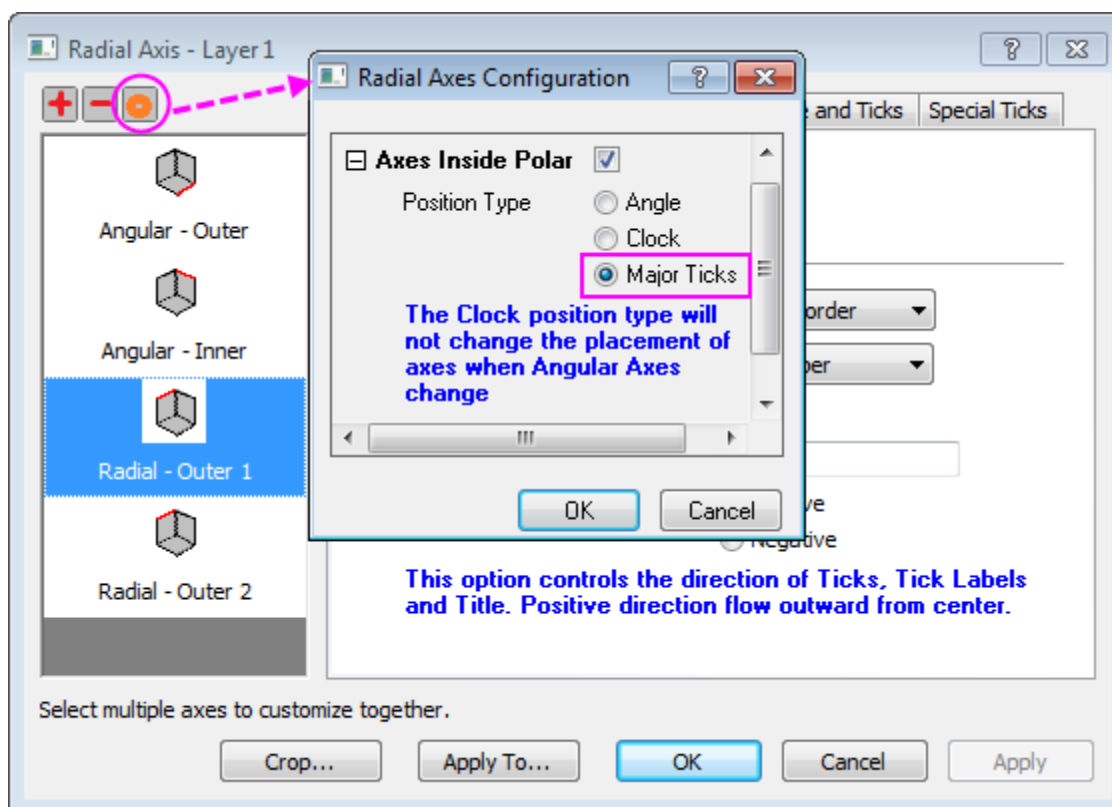 Radial Axis - Layer 1
Radial Axes Configuration
and Ticks
Special Ticks
Axes Inside Polar
Position Type
Angle
Clock
Major Ticks
The Clock position type will
not change the placement of
axes when Angular Axes
change
OK
Cancel
Angular - Outer
Angular - Inner
Radial - Outer 1
Radial - Outer 2
This option controls the direction of Ticks, Tick Labels
and Title. Positive direction flow outward from center.
Select multiple axes to customize together.
Crop...
Apply To...
OK
Cancel
Apply